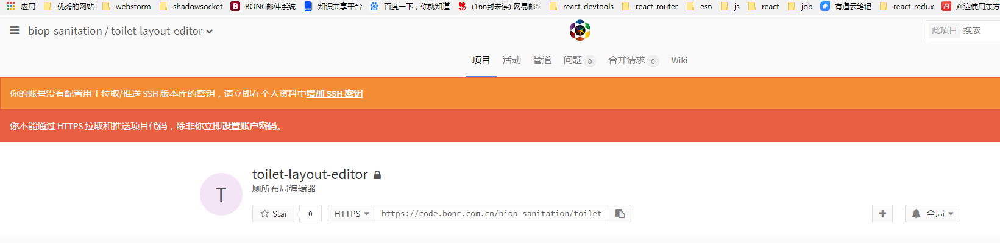 应用 优秀的网站 webstorm shadowsocket BONC邮件系统 知识共享平台 百度一下，你就知道 (166封未读) 网易邮箱 react-devtools react-router es6 js react job 有道云笔记 react-redux 欢迎使用东方
biop-sanitation / toilet-layout-editor
此项目 搜索
项目 活动 管道 问题 0 合并请求 0 Wiki
你的账号没有配置用于拉取/推送 SSH 版本库的密钥，请立即在个人资料中增加 SSH 密钥
你不能通过 HTTPS 拉取和推送项目代码，除非你立即设置账户密码。
T
toilet-layout-editor
厕所布局编辑器
Star 0 HTTPS https://code.bonc.com.cn/biop-sanitation/toilet- 全局